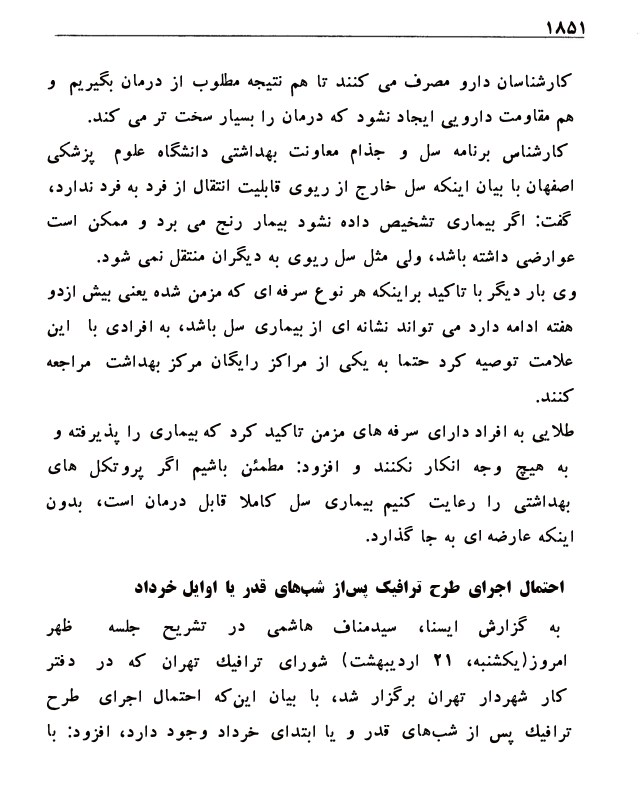 ۱۸۵۱
کارشناسان دارو مصرف می کنند تا هم نتیجه مطلوب از درمان بگیریم و
هم مقاومت دارویی ایجاد نشود که درمان را بسیار سخت تر می کند.
کارشناس برنامه سل و جذام معاونت بهداشتی دانشگاه علوم پزشکی
اصفهان با بیان اینکه سل خارج از ریوی قابلیت انتقال از فرد به فرد ندارد،
گفت: اگر بیماری تشخیص داده نشود بیمار رنج می برد و ممکن است
عوارضی داشته باشد، ولی مثل سل ریوی به دیگران منتقل نمی شود.
وی بار دیگر با تاکید براینکه هر نوع سرفه ای که مزمن شده یعنی بیش ازدو
هفته ادامه دارد می تواند نشانه ای از بیماری سل باشد، به افرادی با این
علامت توصیه کرد حتما به یکی از مراکز رایگان مرکز بهداشت مراجعه
کنند.
طلایی به افراد دارای سرفه های مزمن تاکید کرد که بیماری را پذیرفته و
به هیچ وجه انکار نکنند و افزود: مطمئن باشیم اگر پروتکل های
بهداشتی را رعایت کنیم بیماری سل کاملا قابل درمان است، بدون
اینکه عارضه ای به جا گذارد.
احتمال اجرای طرح ترافیک پس‌از شب‌های قدر یا اوایل خرداد
به گزارش ایسنا، سیدمناف هاشمی در تشریح جلسه ظهر
امروز(یکشنبه، ۲۱ اردیبهشت) شورای ترافیك تهران که در دفتر
کار شهردار تهران برگزار شد، با بیان این‌که احتمال اجرای طرح
ترافیك پس از شب‌های قدر و یا ابتدای خرداد وجود دارد، افزود: با